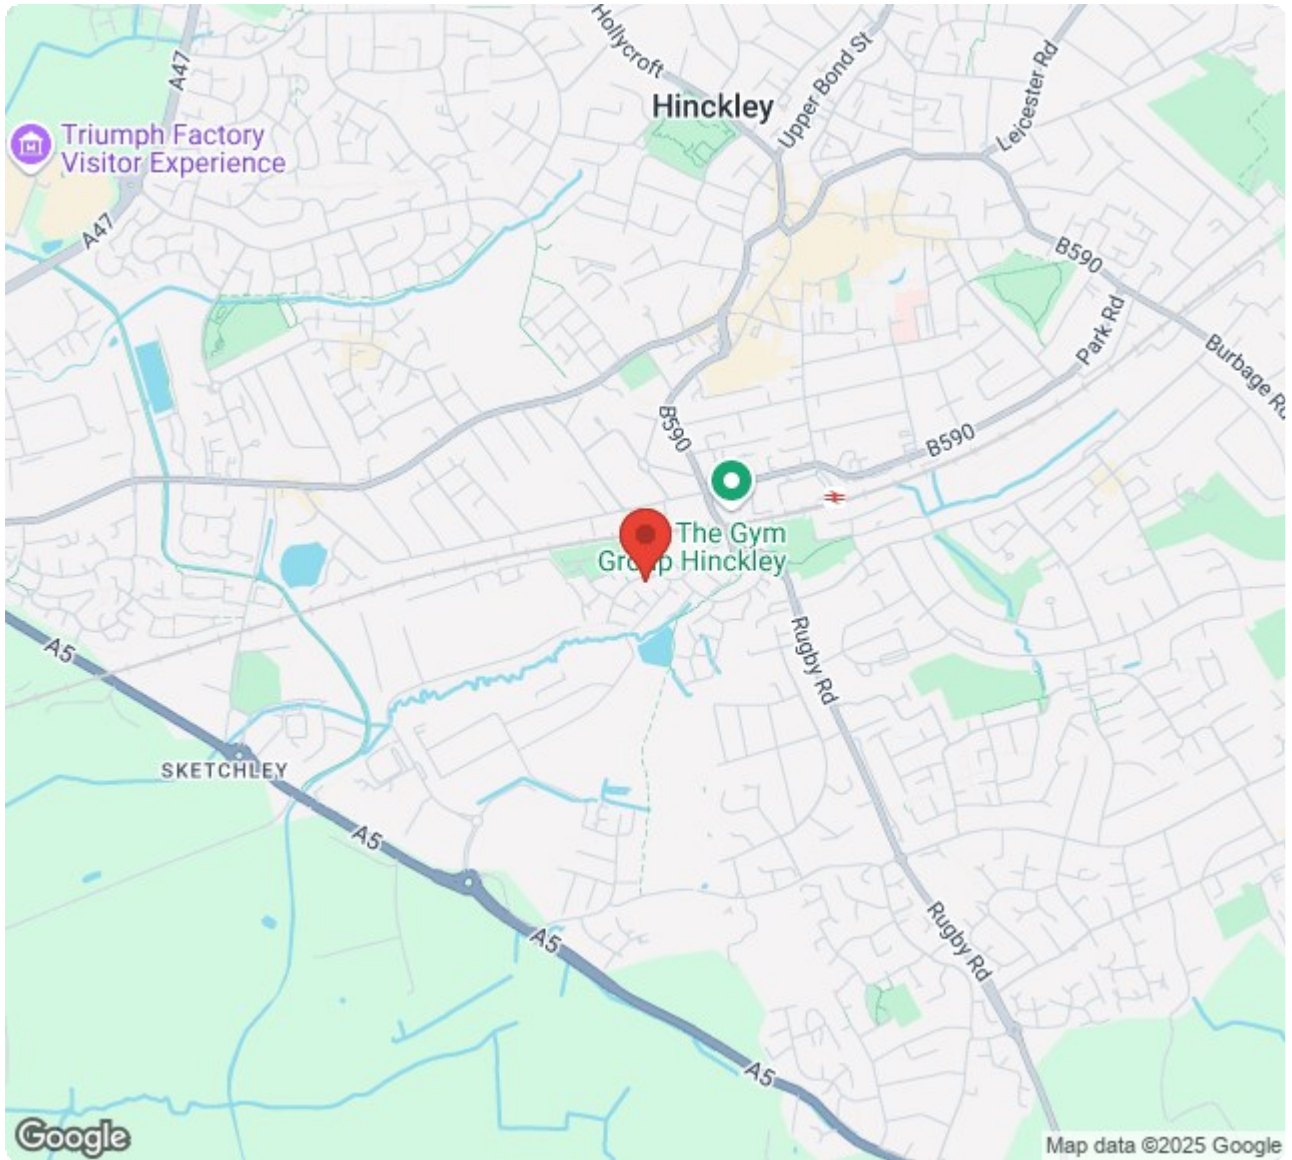 Hollycroft
A47
Upper Bond St
Leicester Rd
Hinckley
Triumph Factory
Visitor Experience
A47
B590
Park Rd
Burbage Rd
B590
B590
The Gym
Group Hinckley
Rugby Rd
A5
SKETCHLEY
A5
Rugby Rd
A5
A5
Google
Map data ©2025 Google